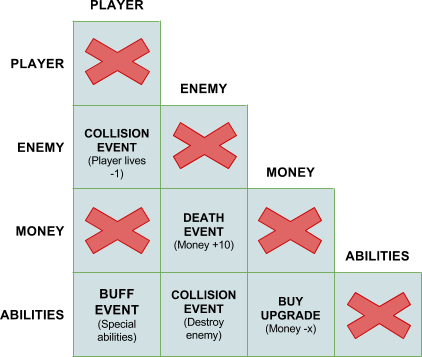 PLAYER
PLAYER
ENEMY
ENEMY
COLLISION
EVENT
(Player lives
-1)
MONEY
MONEY
DEATH
EVENT
(Money +10)
ABILITIES
ABILITIES
BUFF
EVENT
(Special
abilities)
COLLISION
EVENT
(Destroy
enemy)
BUY
UPGRADE
(Money -x)